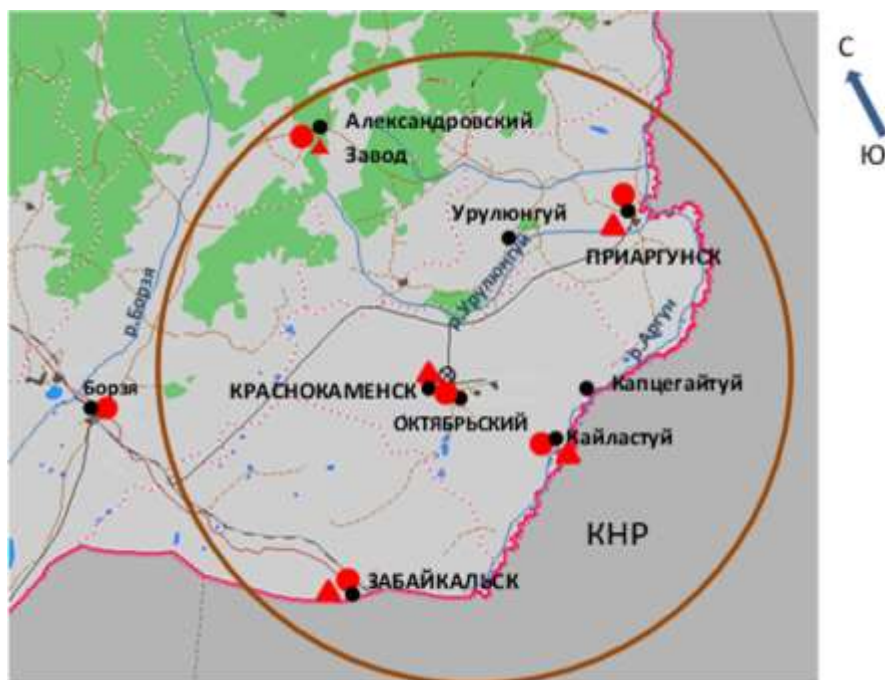 С
Александровский
Завод
Ю
Урулюнгуй
ПРИАРГУНСК
р.Урулюнгуй
р.Борзя
р.Аргун
Борзя
КРАСНОКАМЕНСК
Капцегайтуй
ОКТЯБРЬСКИЙ
Кайластуй
КНР
ЗАБАЙКАЛЬСК